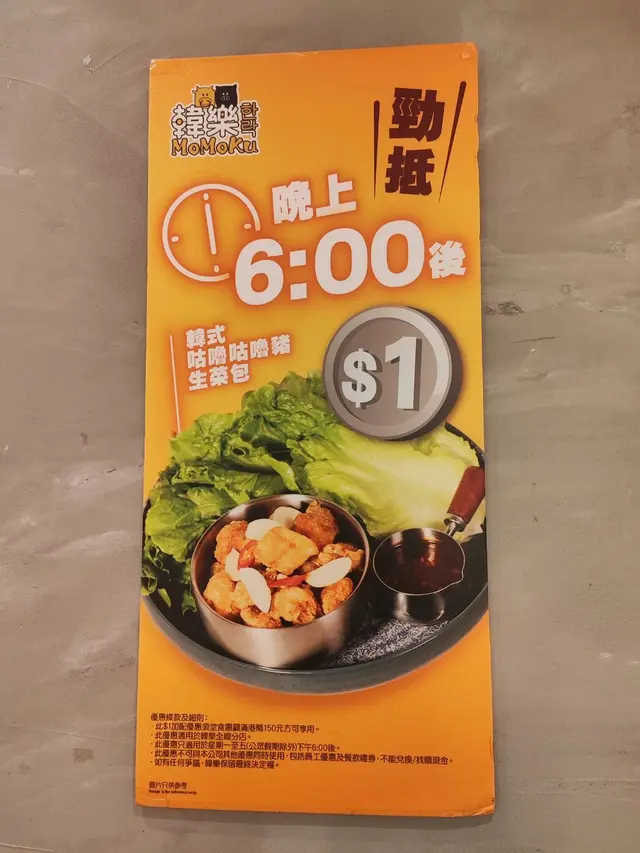 韓樂
한락
MoMoKu
勁
抵
晚上
6:00後
韓式
咕嚕咕嚕豬
生菜包
$1
優惠條款及細則：
．此$1加配優惠須堂食惠顧滿港幣150元方可享用。
．此優惠適用於韓樂全線分店。
．此優惠只適用於星期一至五(公眾假期除外)下午6:00後。
．此優惠不可與本公司其他優惠同時使用，包括員工優惠及餐飲禮券，不能兌換/找贖現金。
．如有任何爭議，韓樂保留最終決定權。
圖片只供參考